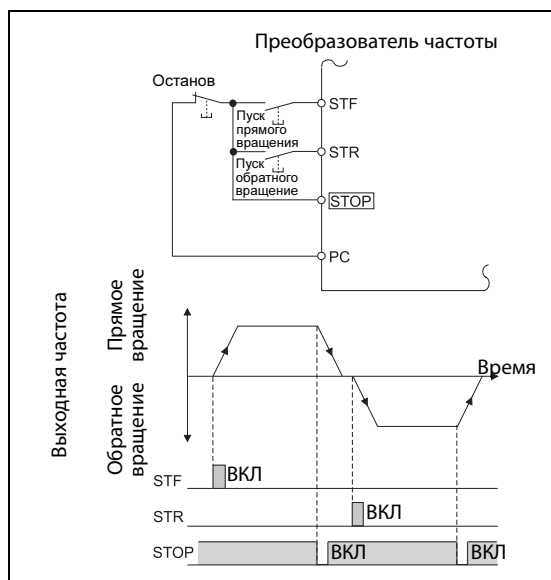 Преобразователь частоты
Останов
STF
Пуск
прямого
вращения
STR
Пуск
обратного
вращение
STOP
PC
Выходная частота
Прямое
вращение
Обратное
вращение
Время
STF
ВКЛ
STR
ВКЛ
STOP
ВКЛ
ВКЛ